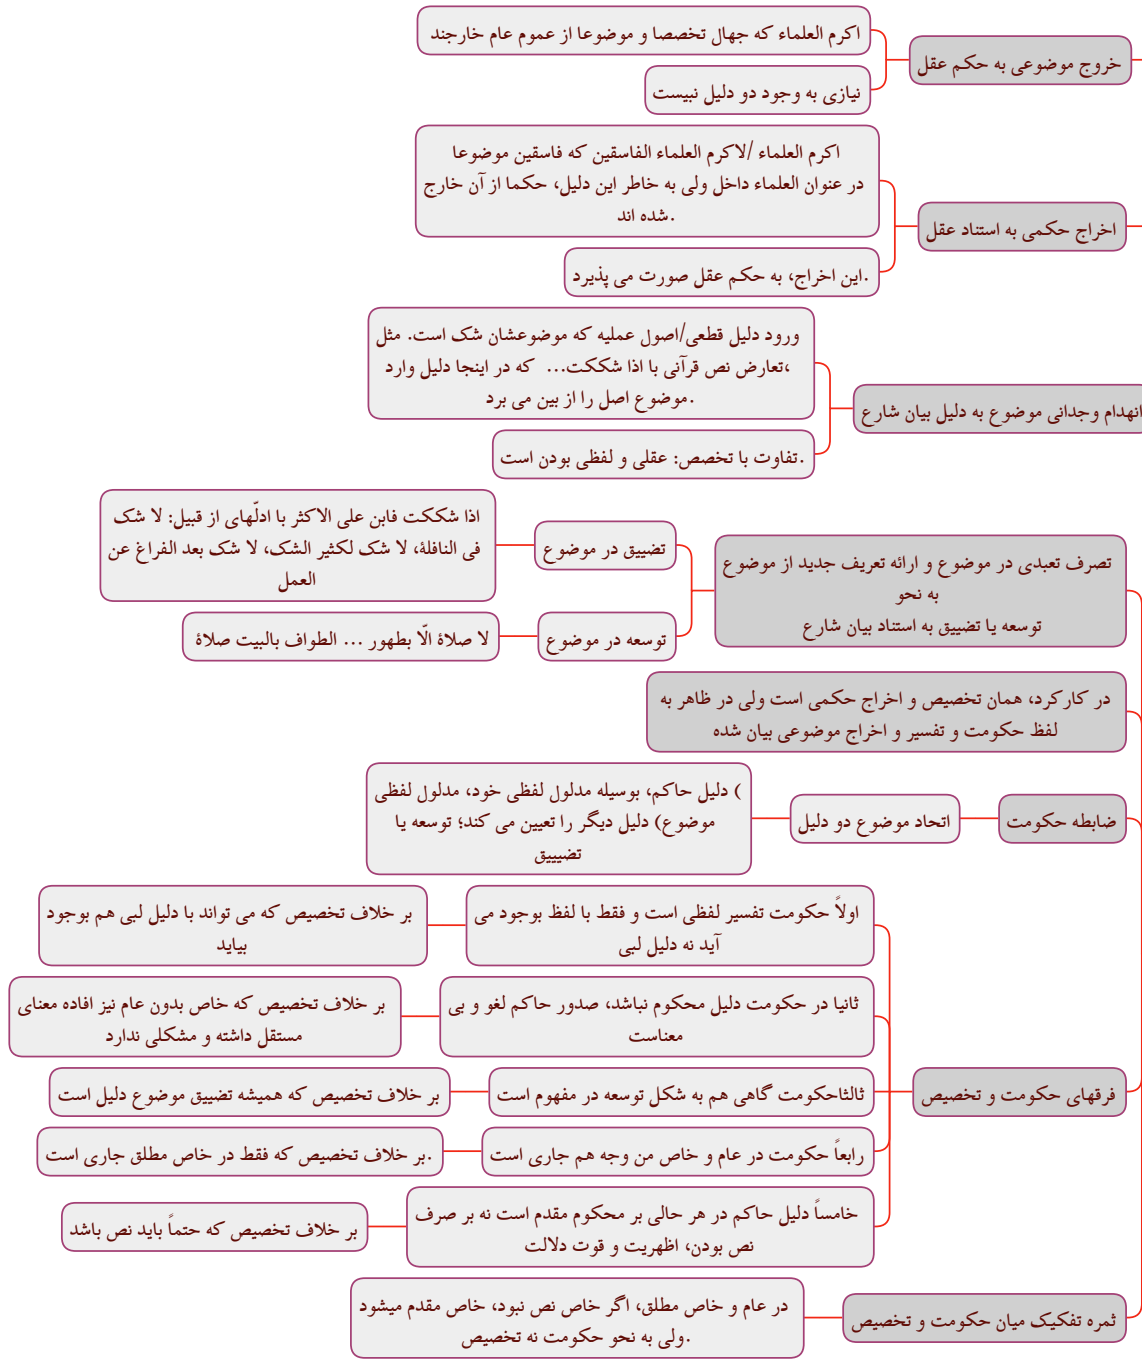 خروج موضوعی به حکم عقل
اکرم العلماء که جهال تخصصا و موضوعا از عموم عام خارجند
نیازی به وجود دو دلیل نبیست
اخراج حکمی به استناد عقل
اکرم العلماء /لاکرم العلماء الفاسقین که فاسقین موضوعا
در عنوان العلماء داخل ولی به خاطر این دلیل، حکما از آن خارج
شده اند.
این اخراج، به حکم عقل صورت می پذیرد.
انهدام وجدانی موضوع به دلیل بیان شارع
ورود دلیل قطعی/اصول عملیه که موضوعشان شک است. مثل
تعارض نص قرآنی با اذا شککت... که در اینجا دلیل وارد،
موضوع اصل را از بین می برد.
تفاوت با تخصص: عقلی و لفظی بودن است.
تصرف تعبدی در موضوع و ارائه تعریف جدید از موضوع
به نحو
توسعه یا تضییق به استناد بیان شارع
تضییق در موضوع
اذا شککت فابن علی الاکثر با ادلّهای از قبیل: لا شک
فی النافلة، لا شک لکثیر الشک، لا شک بعد الفراغ عن
العمل
توسعه در موضوع
لا صلاة الّا بطهور ... الطواف بالبیت صلاة
در کارکرد، همان تخصیص و اخراج حکمی است ولی در ظاهر به
لفظ حکومت و تفسیر و اخراج موضوعی بیان شده
ضابطه حکومت
اتحاد موضوع دو دلیل
) دلیل حاکم، بوسیله مدلول لفظی خود، مدلول لفظی
موضوع) دلیل دیگر را تعیین می کند؛ توسعه یا
تضیییق
فرقهای حکومت و تخصیص
اولاً حکومت تفسیر لفظی است و فقط با لفظ بوجود می
آید نه دلیل لبی
بر خلاف تخصیص که می تواند با دلیل لبی هم بوجود
بیاید
ثانیا در حکومت دلیل محکوم نباشد، صدور حاکم لغو و بی
معناست
بر خلاف تخصیص که خاص بدون عام نیز افاده معنای
مستقل داشته و مشکلی ندارد
ثالثاحکومت گاهی هم به شکل توسعه در مفهوم است
بر خلاف تخصیص که همیشه تضییق موضوع دلیل است
رابعاً حکومت در عام و خاص من وجه هم جاری است
بر خلاف تخصیص که فقط در خاص مطلق جاری است.
خامساً دلیل حاکم در هر حالی بر محکوم مقدم است نه بر صرف
نص بودن، اظهریت و قوت دلالت
بر خلاف تخصیص که حتماً باید نص باشد
ثمره تفکیک میان حکومت و تخصیص
در عام و خاص مطلق، اگر خاص نص نبود، خاص مقدم میشود
ولی به نحو حکومت نه تخصیص.